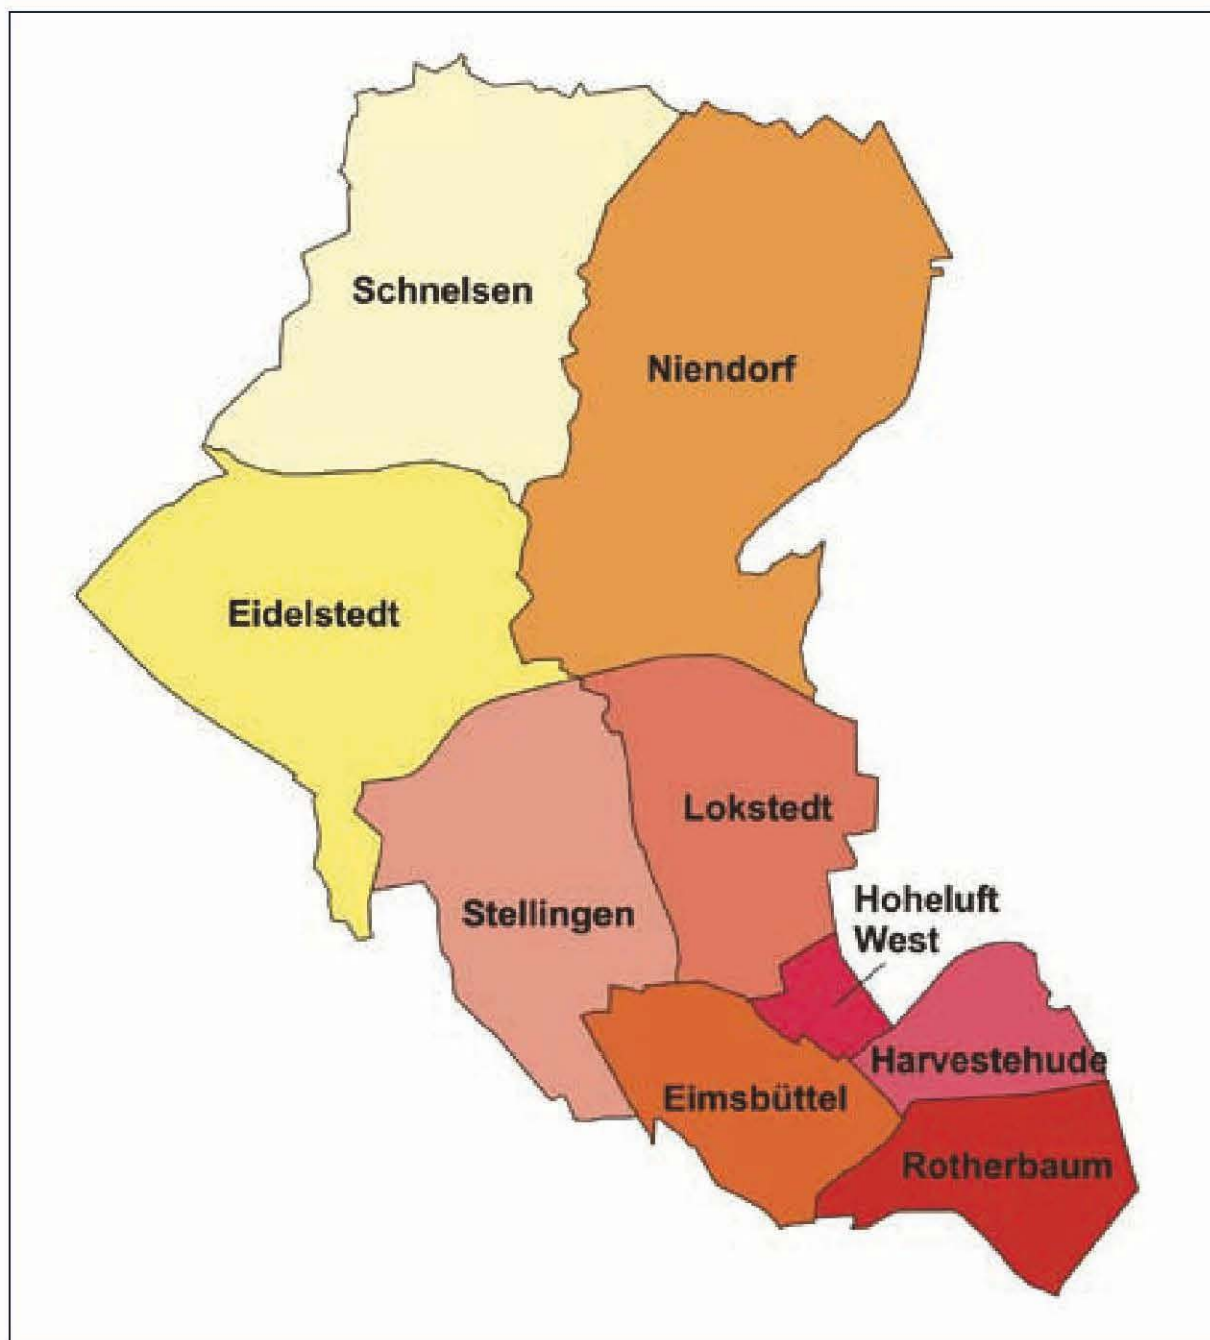 Schnelsen
Niendorf
Eidelstedt
Lokstedt
Hoheluft
West
Stellingen
Harvestehude
Eimsbüttel
Rotherbaum